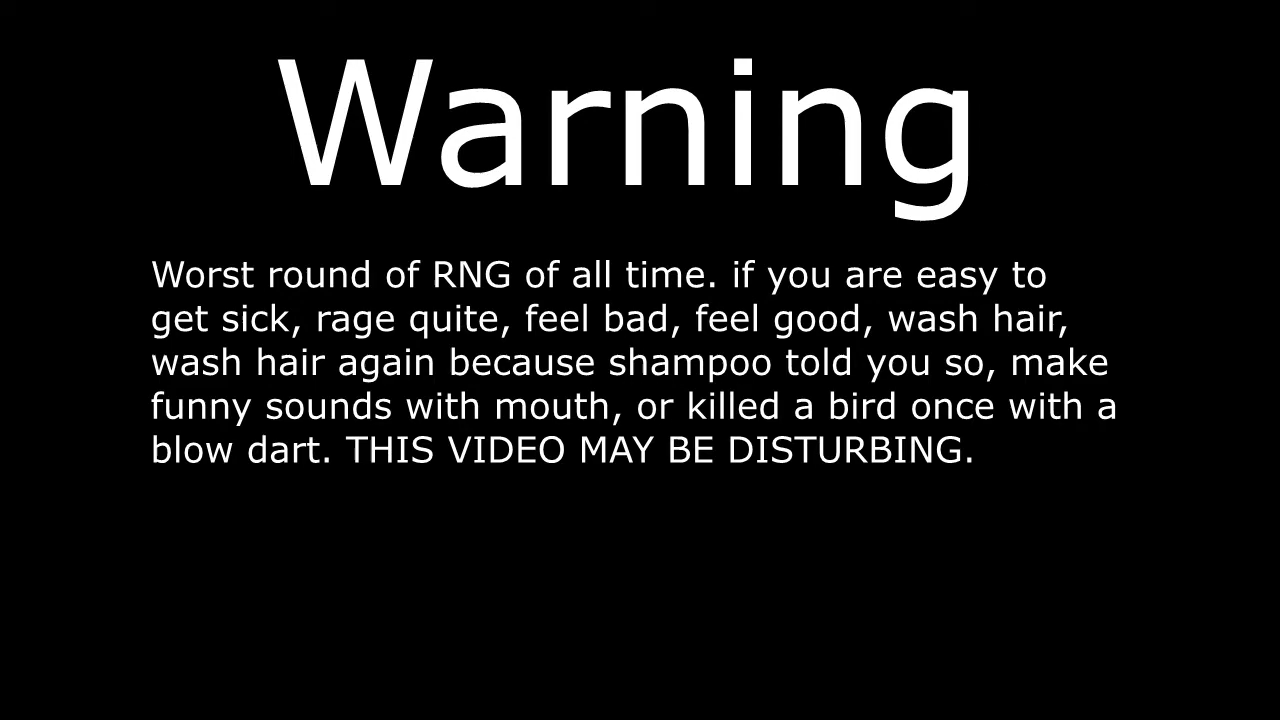 Warning
Worst round of RNG of all time. if you are easy to
get sick, rage quite, feel bad, feel good, wash hair,
wash hair again because shampoo told you so, make
funny sounds with mouth, or killed a bird once with a
blow dart. THIS VIDEO MAY BE DISTURBING.